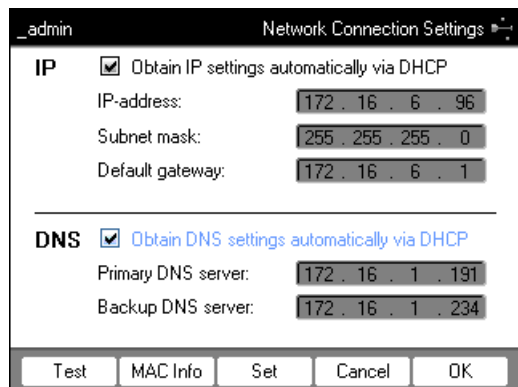 _admin Network Connection Settings
IP Obtain IP settings automatically via DHCP
IP-address: 172 . 16 . 6 . 96
Subnet mask: 255 . 255 . 255 . 0
Default gateway: 172 . 16 . 6 . 1
DNS Obtain DNS settings automatically via DHCP
Primary DNS server: 172 . 16 . 1 . 191
Backup DNS server: 172 . 16 . 1 . 234
Test MAC Info Set Cancel OK